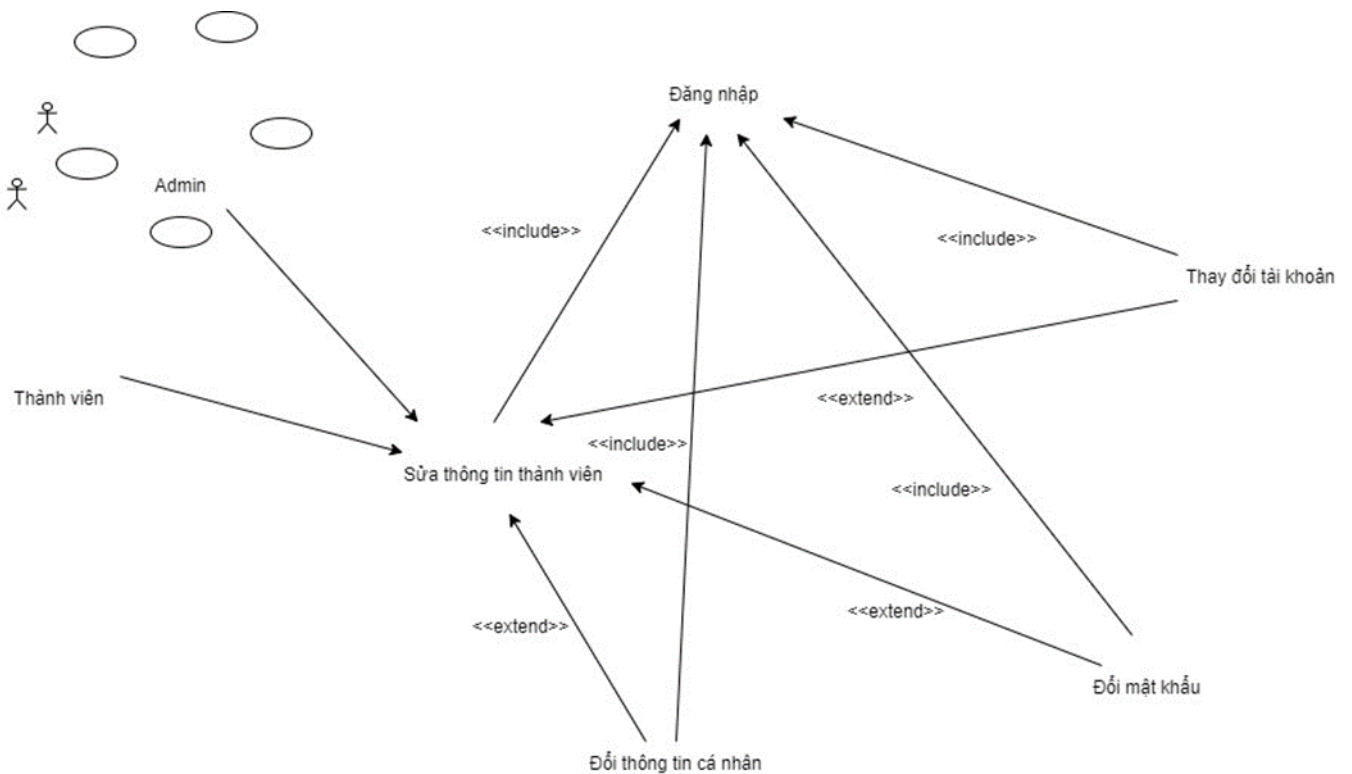 Đăng nhập
Admin
<<include>>
<<include>>
Thay đổi tài khoản
Thành viên
<<extend>>
<<include>>
Sửa thông tin thành viên
<<include>>
<<extend>>
<<extend>>
Đổi mật khẩu
Đổi thông tin cá nhân